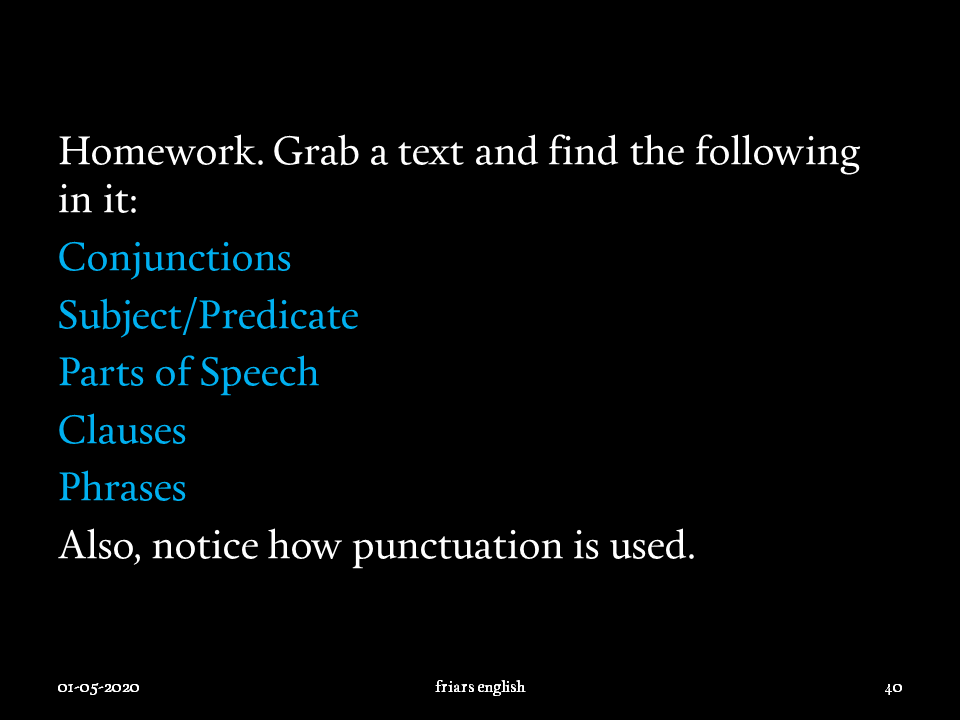 Homework. Grab a text and find the following
in it:
Conjunctions
Subject/Predicate
Parts of Speech
Clauses
Phrases
Also, notice how punctuation is used.
01-05-2020 friars english 40